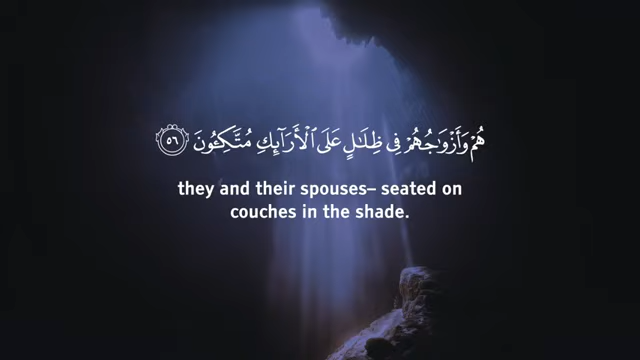 هُمۡ وَأَزۡوَٰجُهُمۡ فِي ظِلَٰلٍ عَلَى ٱلۡأَرَآئِكِ مُتَّكِـُٔونَ ٥٦
they and their spouses– seated on
couches in the shade.